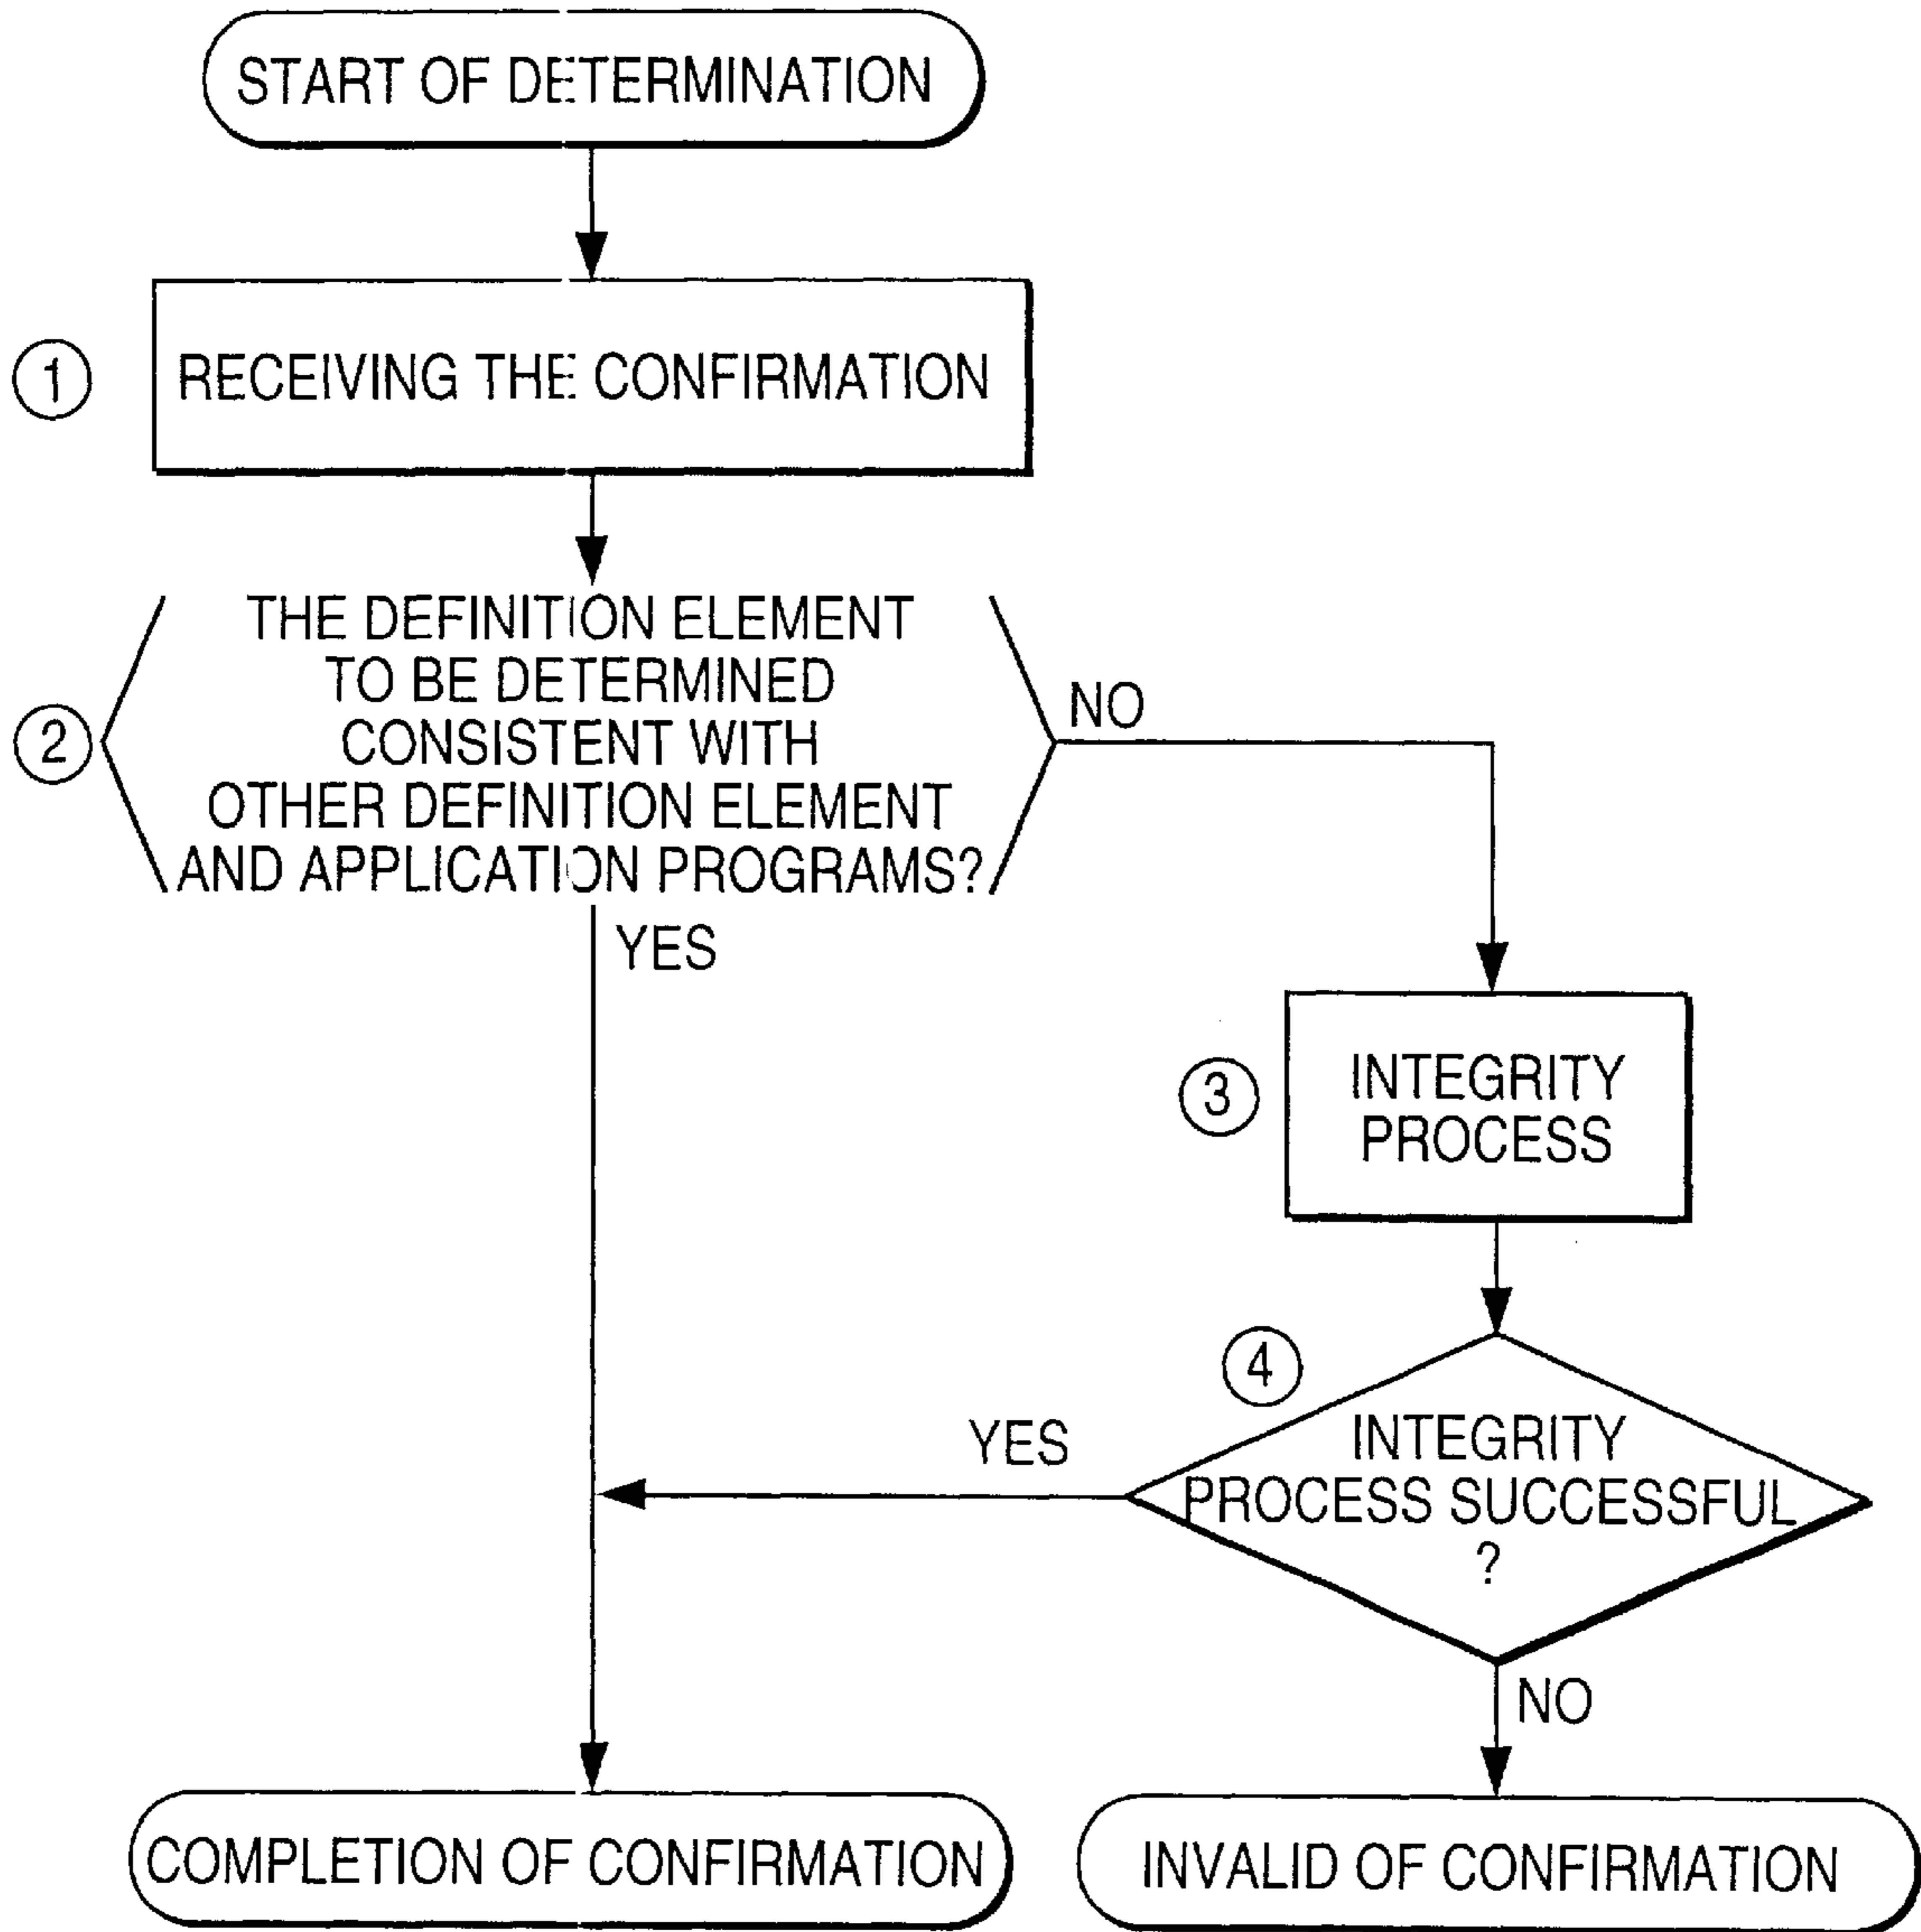 START OF DETERMINATION
1
RECEIVING THE CONFIRMATION
2
THE DEFINITION ELEMENT
TO BE DETERMINED
CONSISTENT WITH
OTHER DEFINITION ELEMENT
AND APPLICATION PROGRAMS?
NO
YES
3
INTEGRITY
PROCESS
4
INTEGRITY
PROCESS SUCCESSFUL
?
YES
NO
COMPLETION OF CONFIRMATION
INVALID OF CONFIRMATION